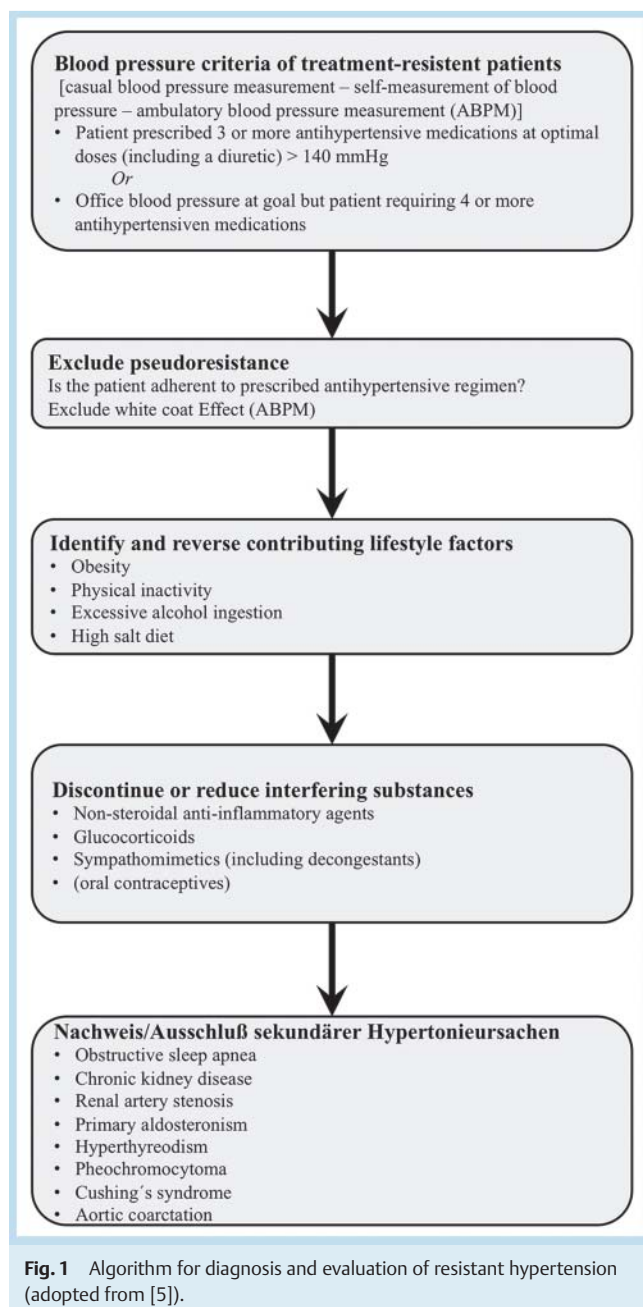 Blood pressure criteria of treatment-resistent patients
[casual blood pressure measurement – self-measurement of blood
pressure – ambulatory blood pressure measurement (ABPM)]
• Patient prescribed 3 or more antihypertensive medications at optimal
doses (including a diuretic) > 140 mmHg
Or
• Office blood pressure at goal but patient requiring 4 or more
antihypertensiven medications
Exclude pseudoresistance
Is the patient adherent to prescribed antihypertensive regimen?
Exclude white coat Effect (ABPM)
Identify and reverse contributing lifestyle factors
• Obesity
• Physical inactivity
• Excessive alcohol ingestion
• High salt diet
Discontinue or reduce interfering substances
• Non-steroidal anti-inflammatory agents
• Glucocorticoids
• Sympathomimetics (including decongestants)
• (oral contraceptives)
Nachweis/Ausschluß sekundärer Hypertonieursachen
• Obstructive sleep apnea
• Chronic kidney disease
• Renal artery stenosis
• Primary aldosteronism
• Hyperthyreodism
• Pheochromocytoma
• Cushing´s syndrome
• Aortic coarctation
Fig. 1 Algorithm for diagnosis and evaluation of resistant hypertension
(adopted from [5]).